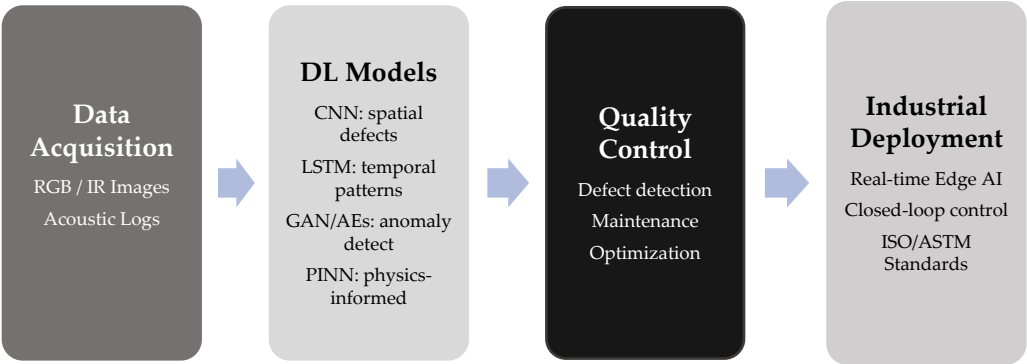 Data
Acquisition
RGB / IR Images
Acoustic Logs
DL Models
CNN: spatial
defects
LSTM: temporal
patterns
GAN/AEs: anomaly
detect
PINN: physics-
informed
Quality
Control
Defect detection
Maintenance
Optimization
Industrial
Deployment
Real-time Edge AI
Closed-loop control
ISO/ASTM
Standards